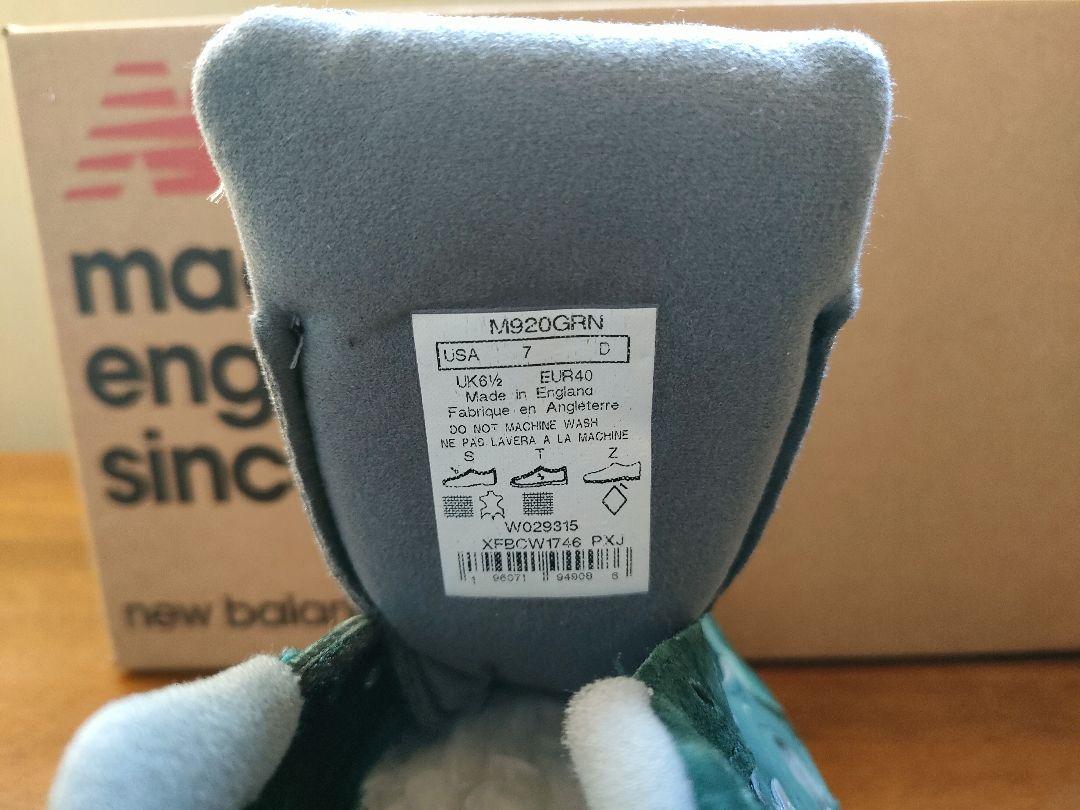 ma
eng
sinc
new balan
M920GRN
USA 7 D
UK6½ EUR40
Made in England
Fabrique en Angleterre
DO NOT MACHINE WASH
NE PAS LAVERA A LA MACHINE
S T Z
W029315
XFBCW1746 PXJ
1 96071 94908 6